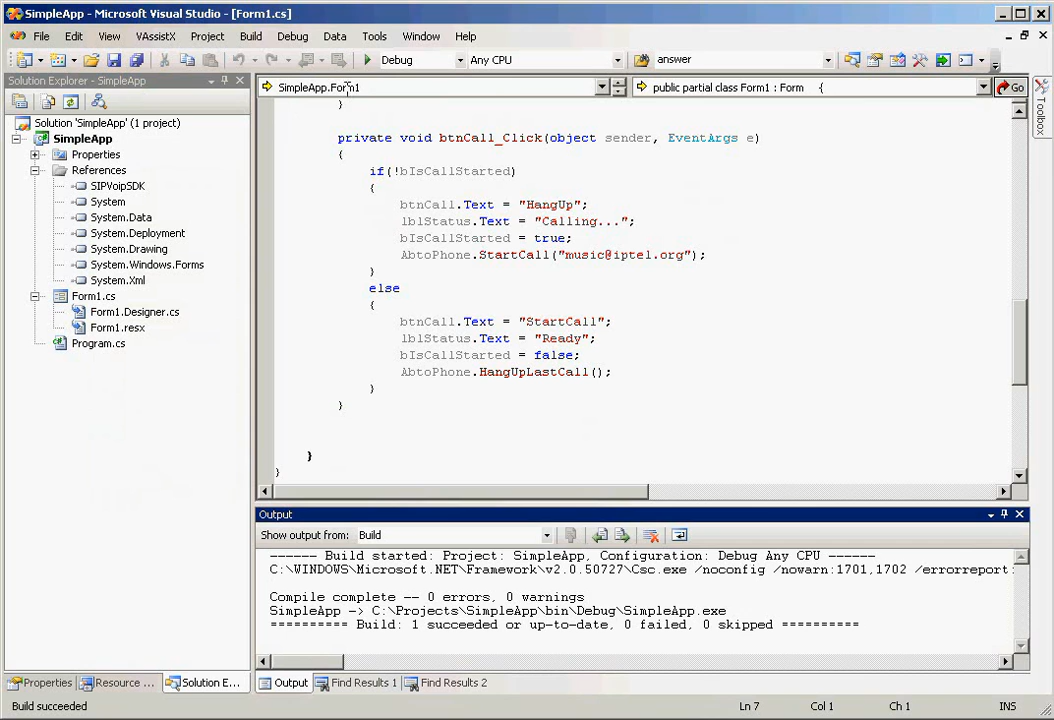 SimpleApp - Microsoft Visual Studio - [Form1.cs]
File Edit View VAssistX Project Build Debug Data Tools Window Help
Debug Any CPU answer
Solution Explorer - SimpleApp
SimpleApp.Form1 public partial class Form1 : Form { Go
Toolbox
Solution 'SimpleApp' (1 project)
SimpleApp
Properties
References
SIPVoipSDK
System
System.Data
System.Deployment
System.Drawing
System.Windows.Forms
System.Xml
Form1.cs
Form1.Designer.cs
Form1.resx
Program.cs
}
private void btnCall_Click(object sender, EventArgs e)
{
if(!bIsCallStarted)
{
btnCall.Text = "HangUp";
lblStatus.Text = "Calling...";
bIsCallStarted = true;
AbtoPhone.StartCall("music@iptel.org");
}
else
{
btnCall.Text = "StartCall";
lblStatus.Text = "Ready";
bIsCallStarted = false;
AbtoPhone.HangUpLastCall();
}
}
}
}
Output
Show output from: Build
------ Build started: Project: SimpleApp, Configuration: Debug Any CPU ------
C:\WINDOWS\Microsoft.NET\Framework\v2.0.50727\Csc.exe /noconfig /nowarn:1701,1702 /errorreport:
Compile complete -- 0 errors, 0 warnings
SimpleApp -> C:\Projects\SimpleApp\bin\Debug\SimpleApp.exe
========== Build: 1 succeeded or up-to-date, 0 failed, 0 skipped ==========
Properties Resource ... Solution E... Output Find Results 1 Find Results 2
Build succeeded Ln 7 Col 1 Ch 1 INS